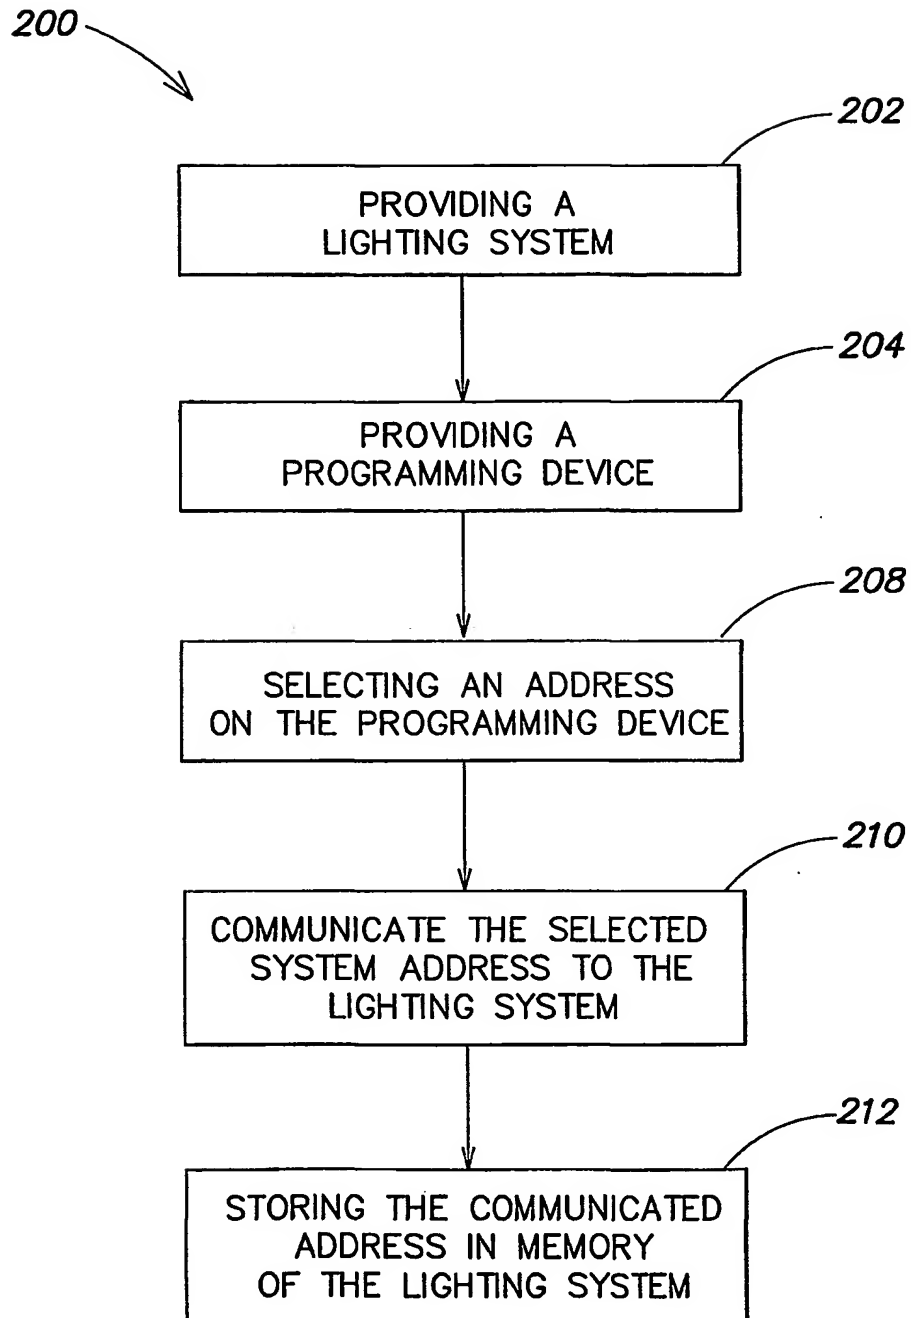 200
202
PROVIDING A
LIGHTING SYSTEM
204
PROVIDING A
PROGRAMMING DEVICE
208
SELECTING AN ADDRESS
ON THE PROGRAMMING DEVICE
210
COMMUNICATE THE SELECTED
SYSTEM ADDRESS TO THE
LIGHTING SYSTEM
212
STORING THE COMMUNICATED
ADDRESS IN MEMORY
OF THE LIGHTING SYSTEM